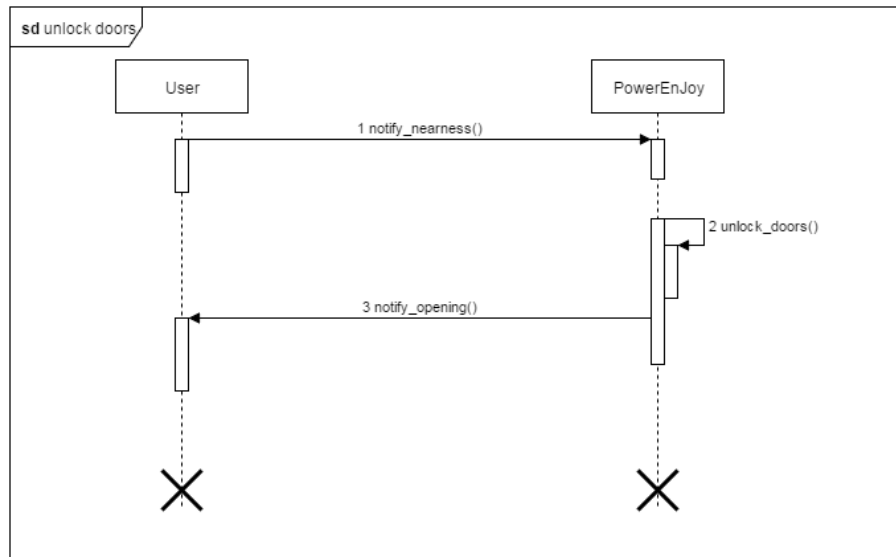 sd unlock doors
User
PowerEnJoy
1 notify_nearness()
2 unlock_doors()
3 notify_opening()